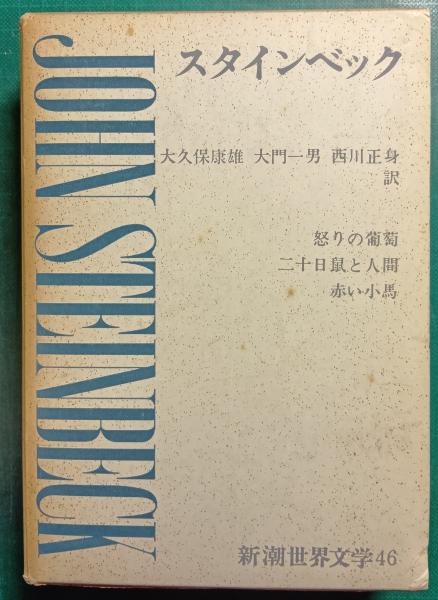 JOHN STEINBECK
スタインベック
大久保康雄 大門一男 西川正身
訳
怒りの葡萄
二十日鼠と人間
赤い小馬
新潮世界文学46